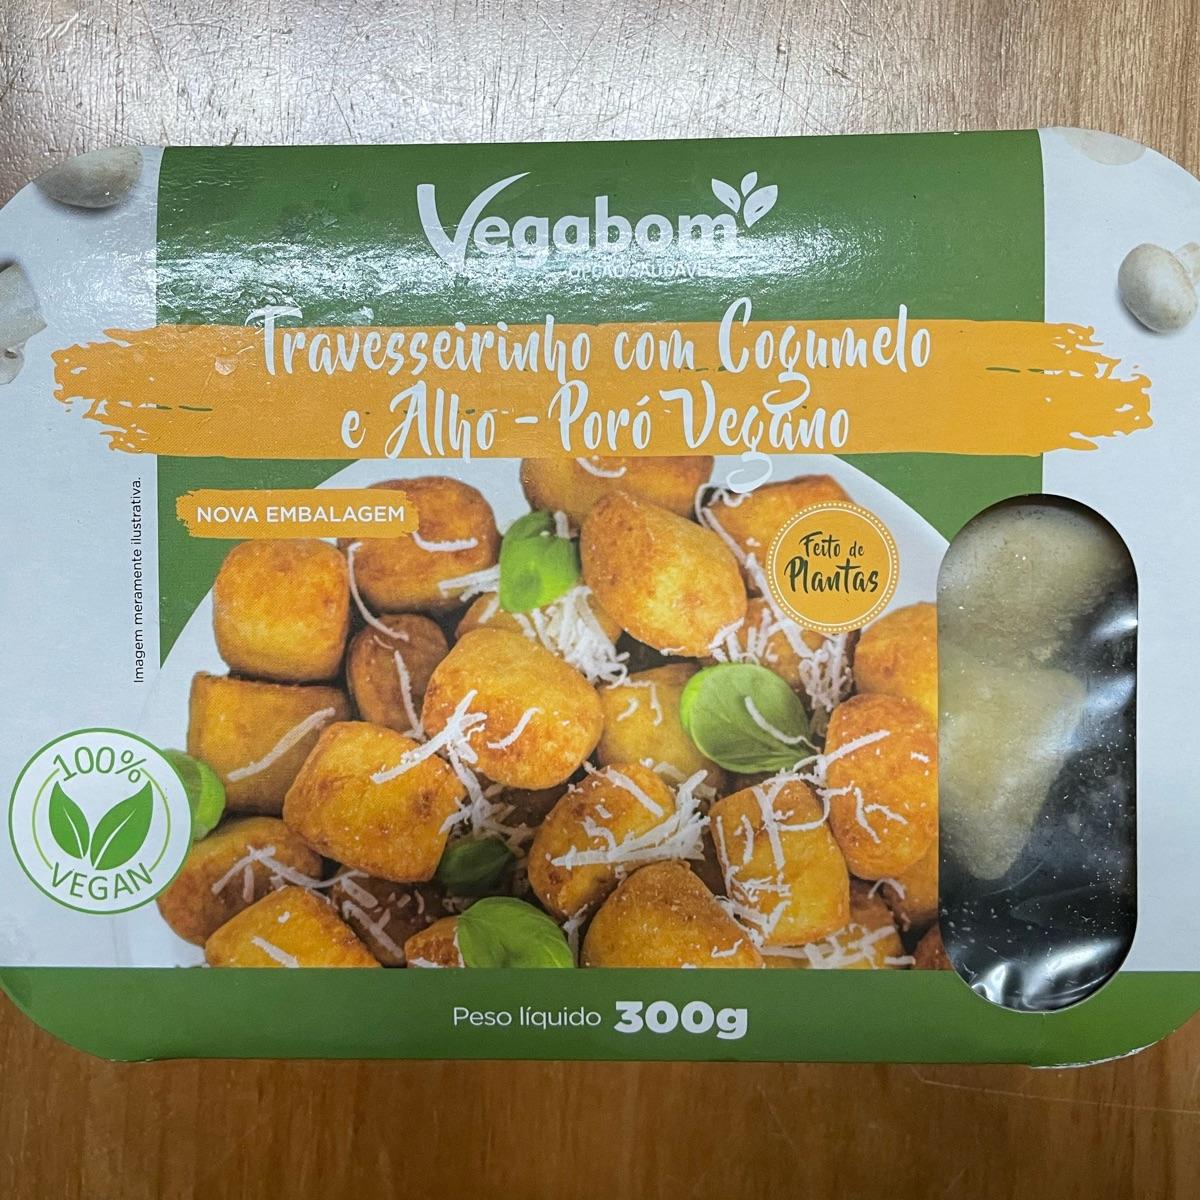 Vegabom
OPÇÃO SAUDÁVEL
Travesseirinho com Cogumelo
e Alho-Poró Vegano
NOVA EMBALAGEM
Feito de
Plantas
Imagem meramente ilustrativa.
100%
VEGAN
Peso líquido 300g